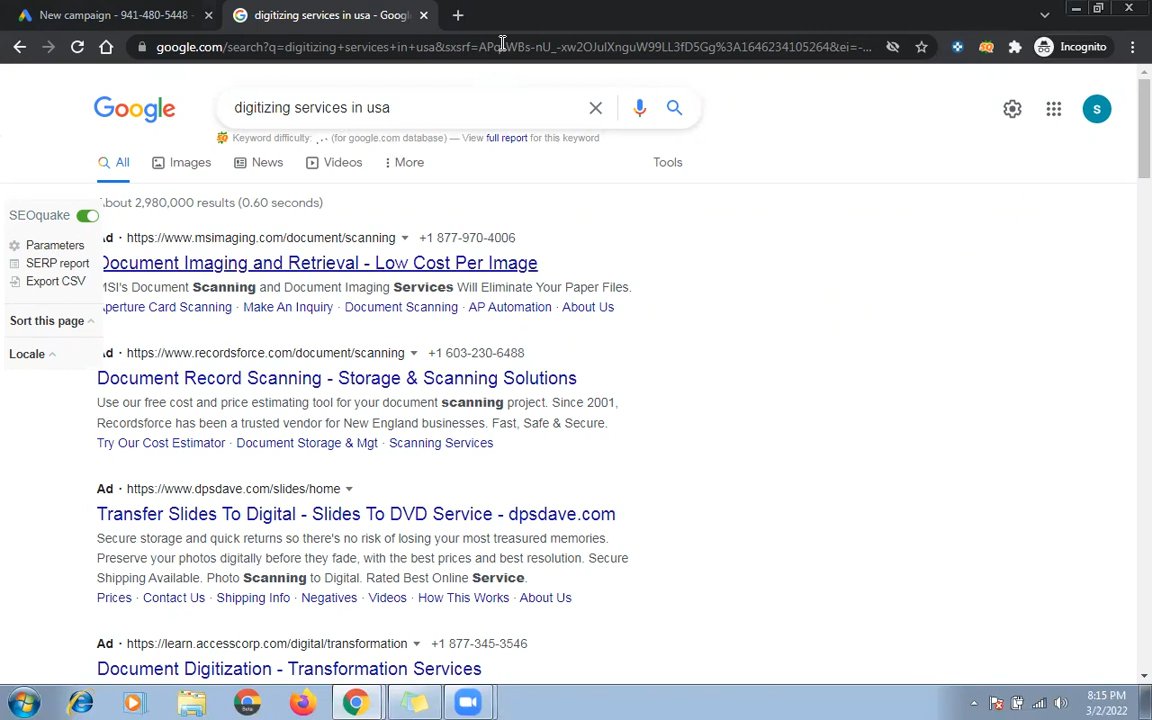 New campaign - 941-480-5448 -
digitizing services in usa - Googl
google.com/search?q=digitizing+services+in+usa&sxsrf=
Incognito
Google
digitizing services in usa
S
Keyword difficulty: (for google.com database) — View full report for this keyword
All
Images
News
Videos
More
Tools
SEOquake
Parameters
SERP report
Export CSV
Sort this page
Locale
About 2,980,000 results (0.60 seconds)
Ad · https://www.msimaging.com/document/scanning +1 877-970-4006
Document Imaging and Retrieval - Low Cost Per Image
MSI's Document Scanning and Document Imaging Services Will Eliminate Your Paper Files.
Aperture Card Scanning · Make An Inquiry · Document Scanning · AP Automation · About Us
Ad · https://www.recordsforce.com/document/scanning +1 603-230-6488
Document Record Scanning - Storage & Scanning Solutions
Use our free cost and price estimating tool for your document scanning project. Since 2001,
Recordsforce has been a trusted vendor for New England businesses. Fast, Safe & Secure.
Try Our Cost Estimator · Document Storage & Mgt · Scanning Services
Ad · https://www.dpsdave.com/slides/home
Transfer Slides To Digital - Slides To DVD Service - dpsdave.com
Secure storage and quick returns so there's no risk of losing your most treasured memories.
Preserve your photos digitally before they fade, with the best prices and best resolution. Secure
Shipping Available. Photo Scanning to Digital. Rated Best Online Service.
Prices · Contact Us · Shipping Info · Negatives · Videos · How This Works · About Us
Ad · https://learn.accesscorp.com/digital/transformation +1 877-345-3546
Document Digitization - Transformation Services
8:15 PM
3/2/2022